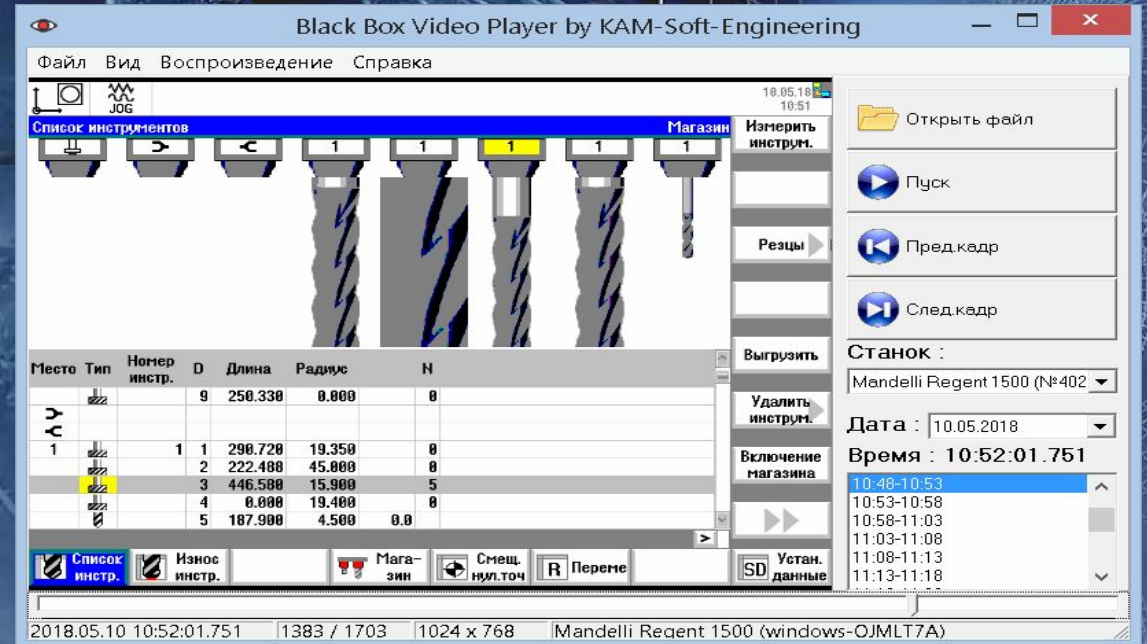 Black Box Video Player by KAM-Soft-Engineering
Файл Вид Воспроизведение Справка
JOG
10.05.18
10:51
Список инструментов Магазин
1 1 1 1 1
Измерить
инструм.
Резцы
Выгрузить
Удалить
инструм.
Включение
магазина
Место Тип Номер инстр. D Длина Радиус N
9 250.330 0.000 0
1 1 1 290.720 19.350 0
2 222.488 45.000 0
3 446.580 15.900 5
4 0.000 19.400 0
5 187.900 4.500 0.0
Список
инстр.
Износ
инстр.
Мага-
зин
Смещ.
нул.точ
R Переме
SD Устан.
данные
Открыть файл
Пуск
Пред.кадр
След.кадр
Станок :
Mandelli Regent 1500 (№402
Дата : 10.05.2018
Время : 10:52:01.751
10:48-10:53
10:53-10:58
10:58-11:03
11:03-11:08
11:08-11:13
11:13-11:18
2018.05.10 10:52:01.751 1383 / 1703 1024 x 768 Mandelli Regent 1500 (windows-OJMLT7A)